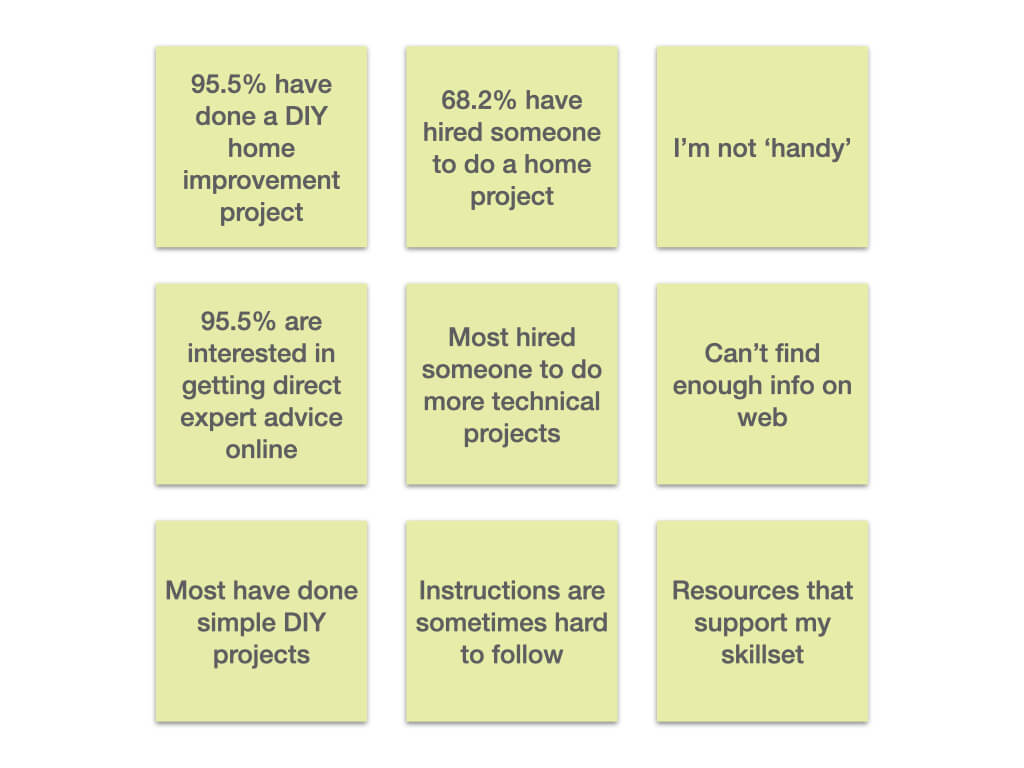 95.5% have
done a DIY
home
improvement
project
68.2% have
hired someone
to do a home
project
I’m not ‘handy’
95.5% are
interested in
getting direct
expert advice
online
Most hired
someone to do
more technical
projects
Can’t find
enough info on
web
Most have done
simple DIY
projects
Instructions are
sometimes hard
to follow
Resources that
support my
skillset